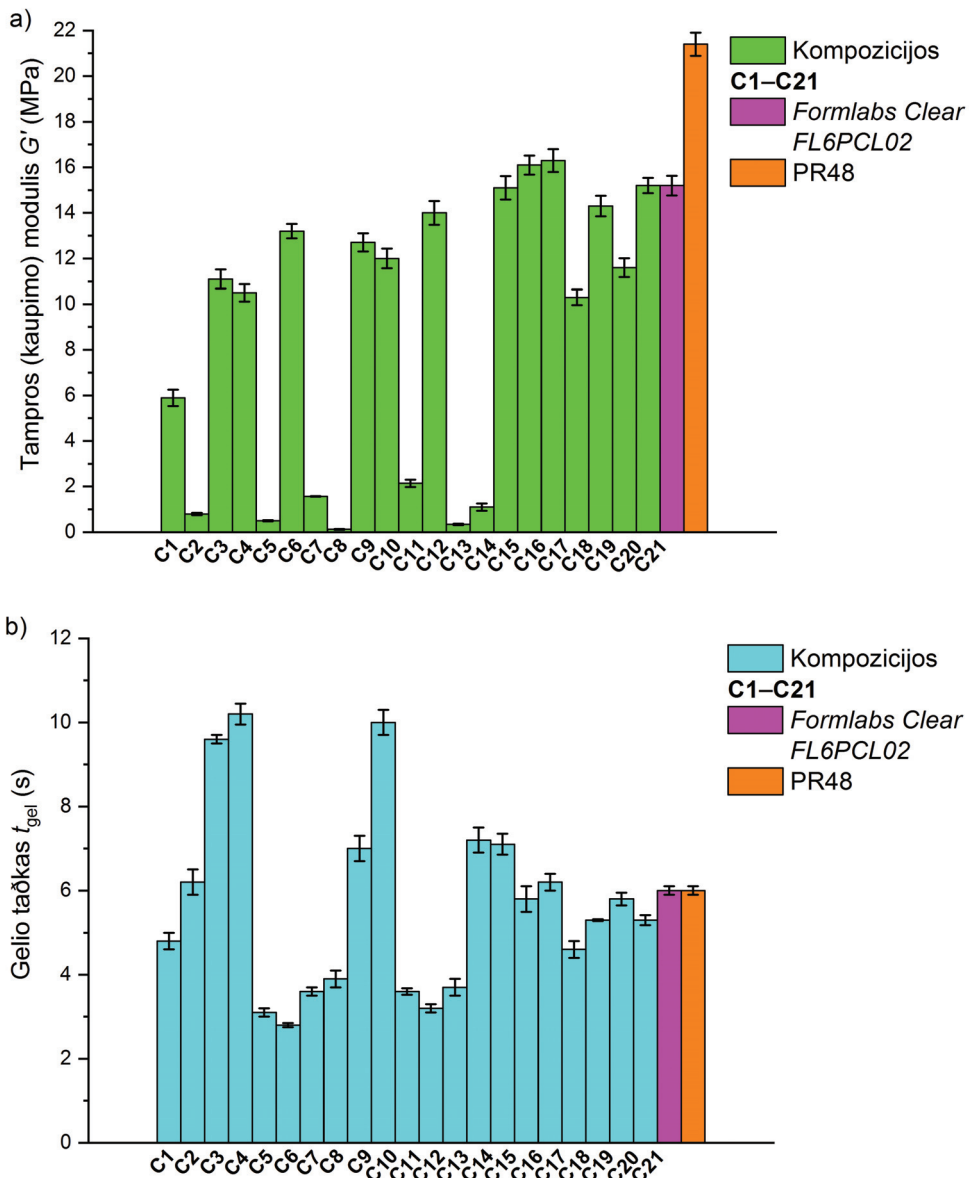 a)
Tampros (kaupimo) modulis G' (MPa)
22
20
18
16
14
12
10
8
6
4
2
0
C1 C2 C3 C4 C5 C6 C7 C8 C9 C10 C11 C12 C13 C14 C15 C16 C17 C18 C19 C20 C21
Kompozicijos
C1–C21
Formlabs Clear
FL6PCL02
PR48
b)
Gelio taðkas tgel (s)
12
10
8
6
4
2
0
C1 C2 C3 C4 C5 C6 C7 C8 C9 C10 C11 C12 C13 C14 C15 C16 C17 C18 C19 C20 C21
Kompozicijos
C1–C21
Formlabs Clear
FL6PCL02
PR48